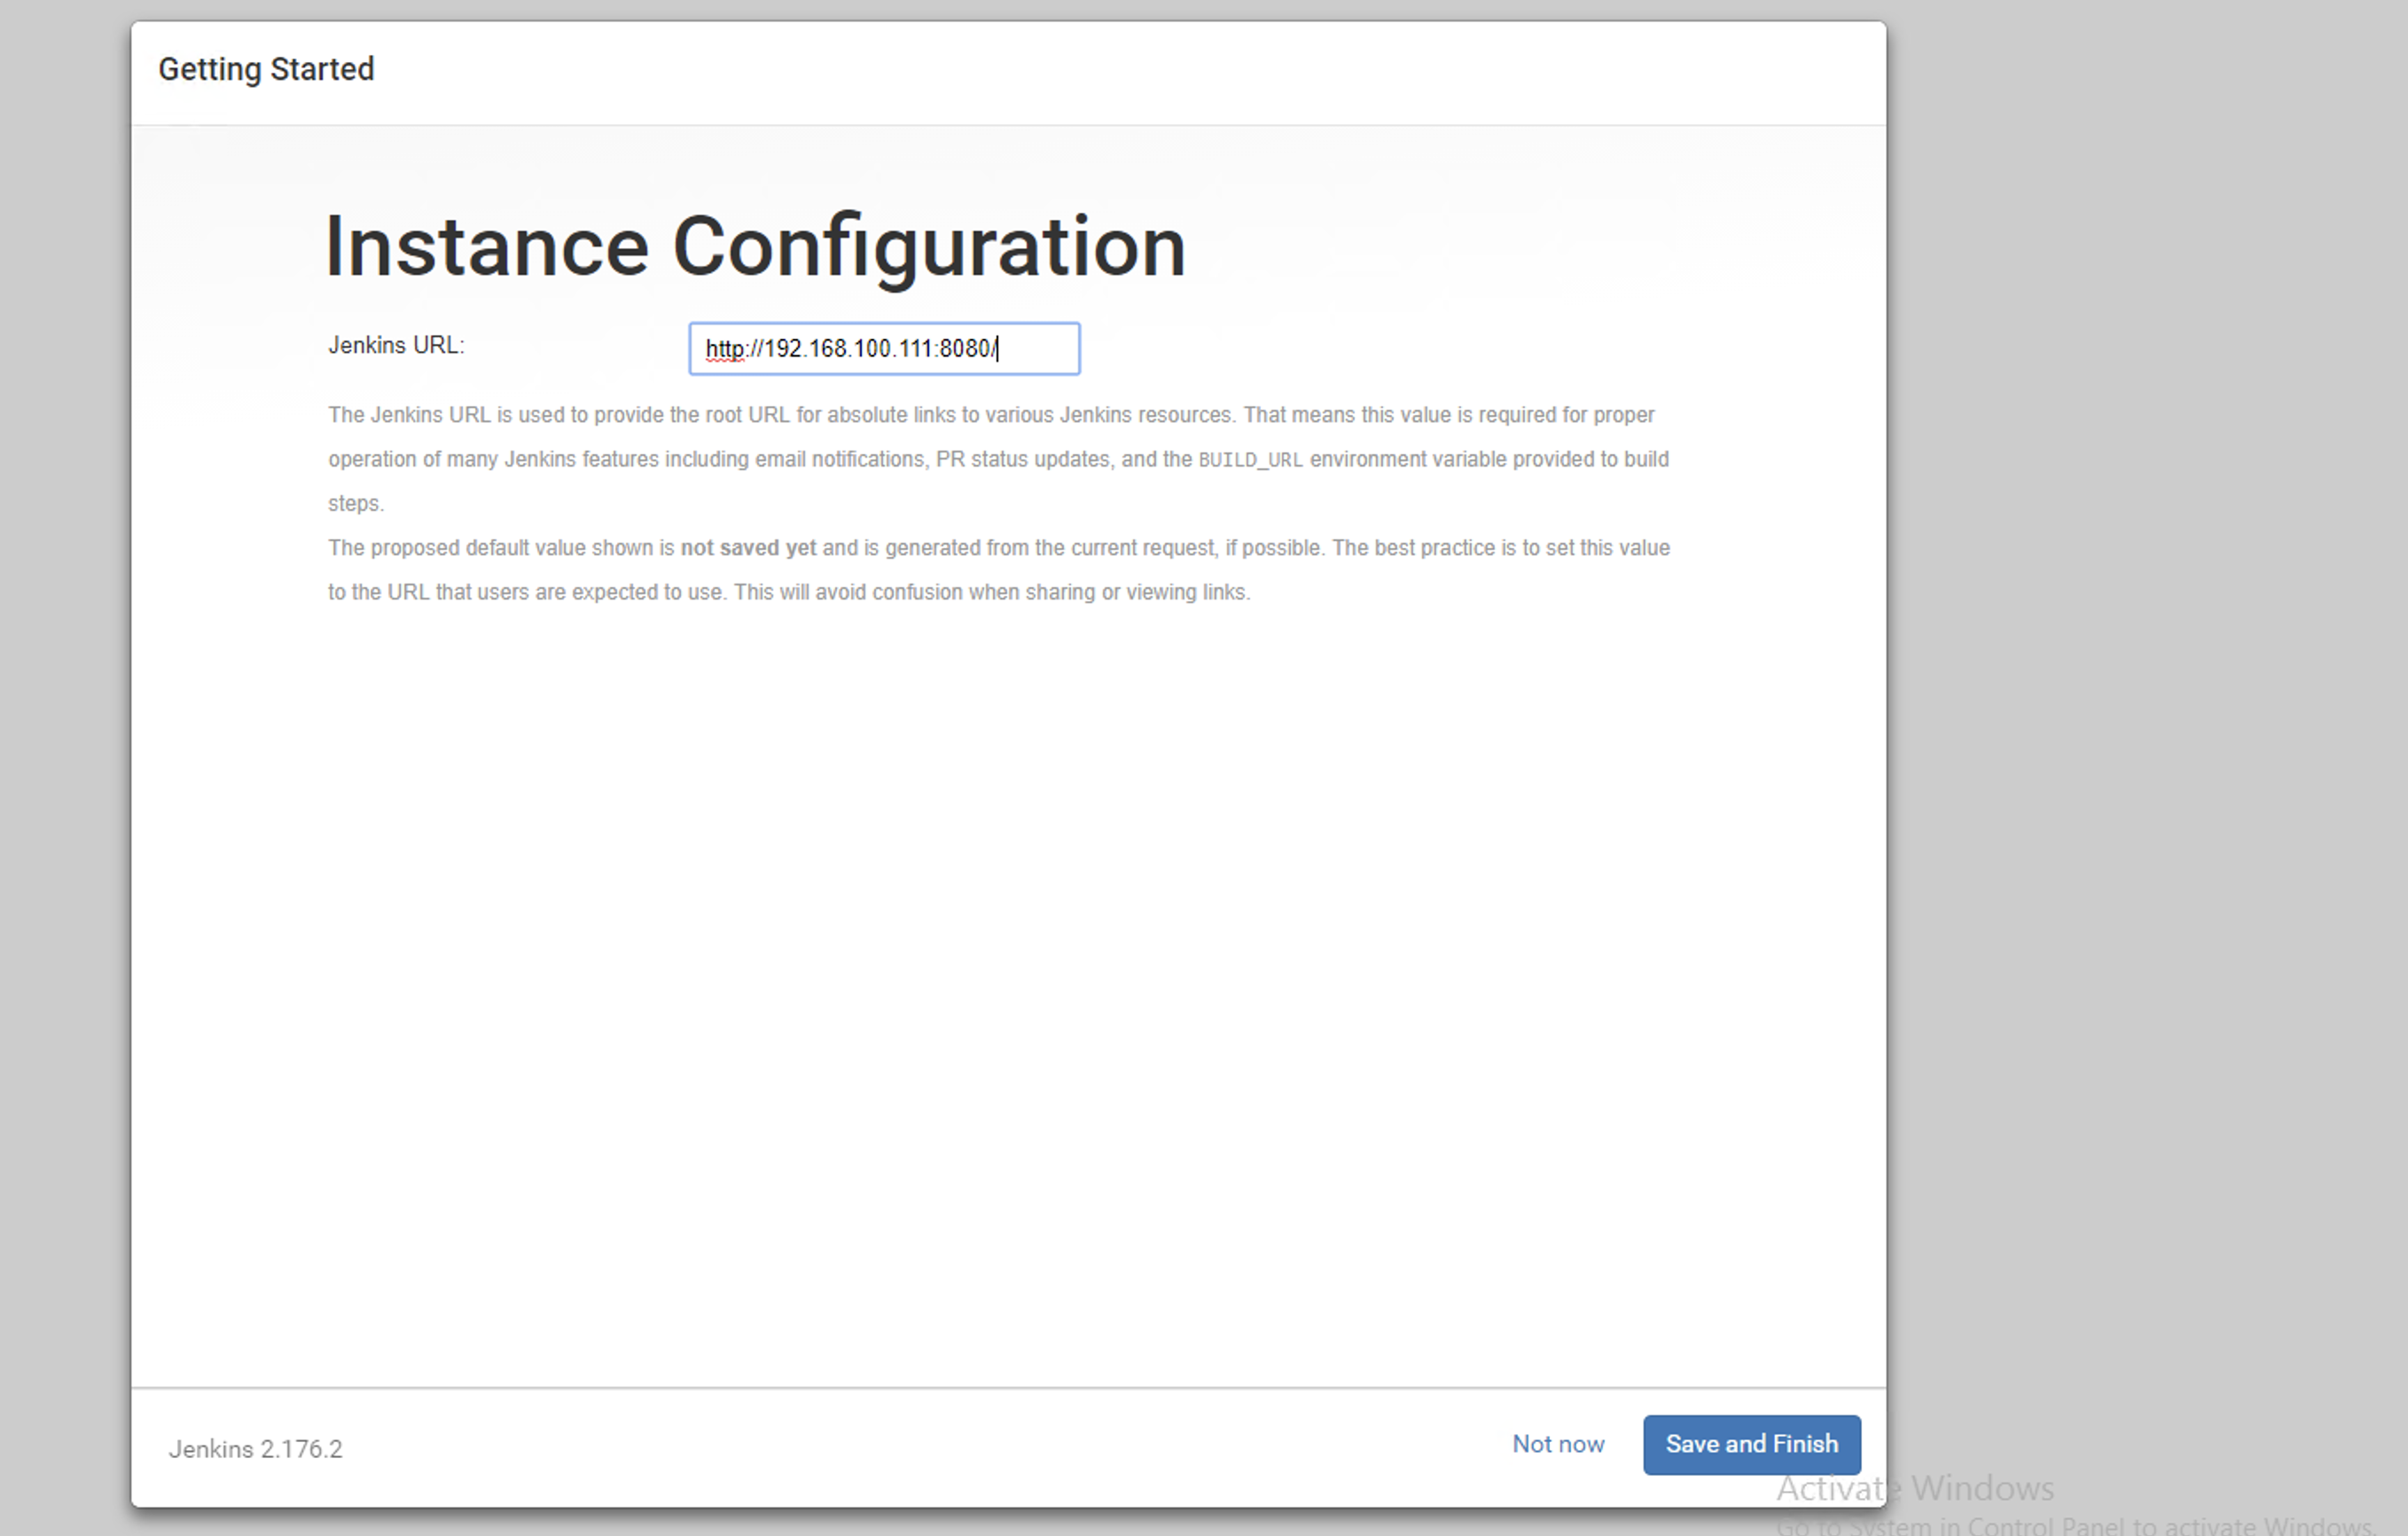 Getting Started
Instance Configuration
Jenkins URL:
http://192.168.100.111:8080/
The Jenkins URL is used to provide the root URL for absolute links to various Jenkins resources. That means this value is required for proper
operation of many Jenkins features including email notifications, PR status updates, and the BUILD_URL environment variable provided to build
steps.
The proposed default value shown is not saved yet and is generated from the current request, if possible. The best practice is to set this value
to the URL that users are expected to use. This will avoid confusion when sharing or viewing links.
Jenkins 2.176.2
Not now
Save and Finish
Activate Windows
Go to System in Control Panel to activate Windows.